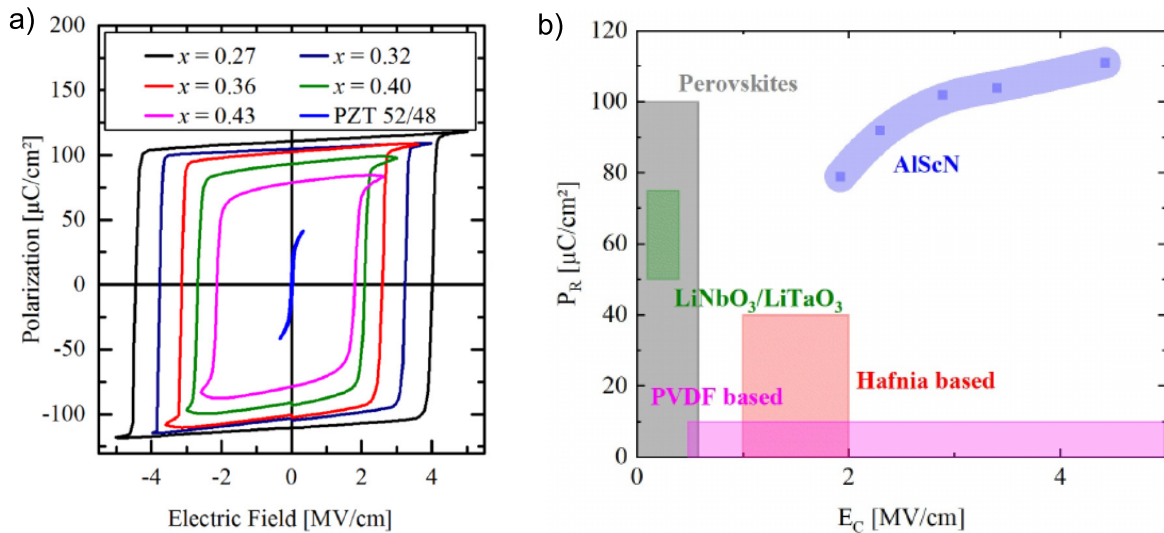 a)
200
150
100
50
0
-50
-100
Polarization [µC/cm²]
x = 0.27 x = 0.32
x = 0.36 x = 0.40
x = 0.43 PZT 52/48
-4 -2 0 2 4
Electric Field [MV/cm]
b)
120
100
80
60
40
20
0
P_R [µC/cm²]
Perovskites
AlScN
LiNbO₃/LiTaO₃
Hafnia based
PVDF based
0 2 4
E_C [MV/cm]